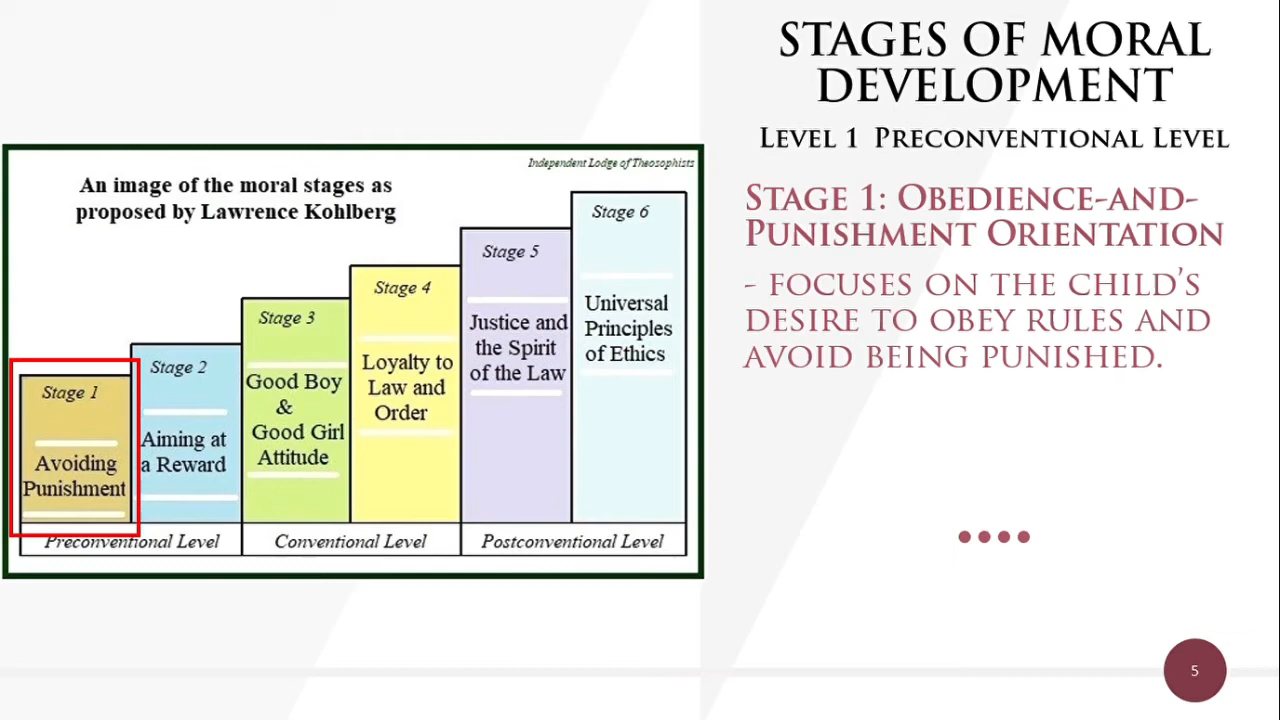 STAGES OF MORAL
DEVELOPMENT
LEVEL 1 PRECONVENTIONAL LEVEL
STAGE 1: OBEDIENCE-AND-
PUNISHMENT ORIENTATION
- FOCUSES ON THE CHILD'S
DESIRE TO OBEY RULES AND
AVOID BEING PUNISHED.
Independent Lodge of Theosophists
An image of the moral stages as
proposed by Lawrence Kohlberg
Stage 1
Avoiding
Punishment
Stage 2
Aiming at
a Reward
Stage 3
Good Boy
&
Good Girl
Attitude
Stage 4
Loyalty to
Law and
Order
Stage 5
Justice and
the Spirit
of the Law
Stage 6
Universal
Principles
of Ethics
Preconventional Level
Conventional Level
Postconventional Level
5